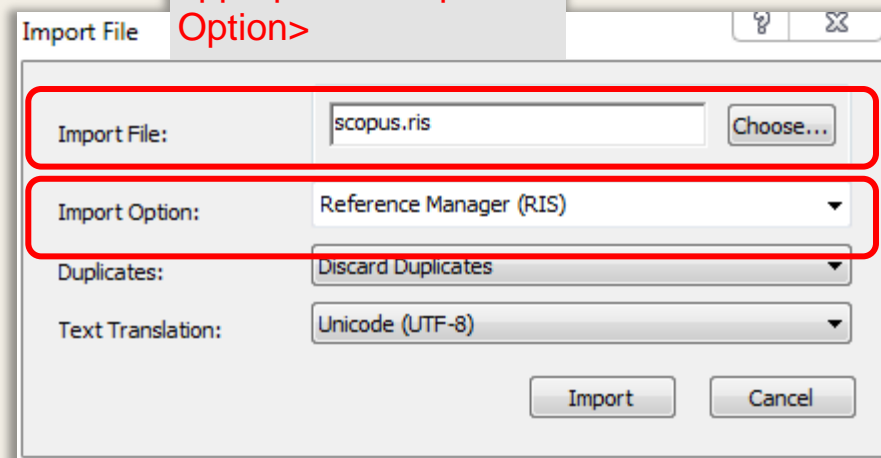 Option>
Import File
Import File:
scopus.ris
Choose...
Import Option:
Reference Manager (RIS)
Duplicates:
Discard Duplicates
Text Translation:
Unicode (UTF-8)
Import
Cancel